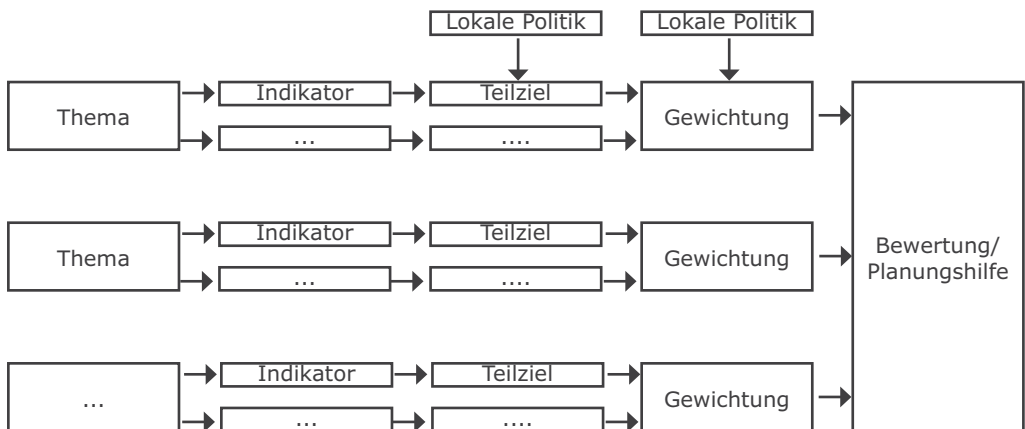 Lokale Politik
Lokale Politik
Thema
Indikator
Teilziel
Gewichtung
...
....
Thema
Indikator
Teilziel
Gewichtung
...
....
Bewertung/
Planungshilfe
...
Indikator
Teilziel
Gewichtung
...
....